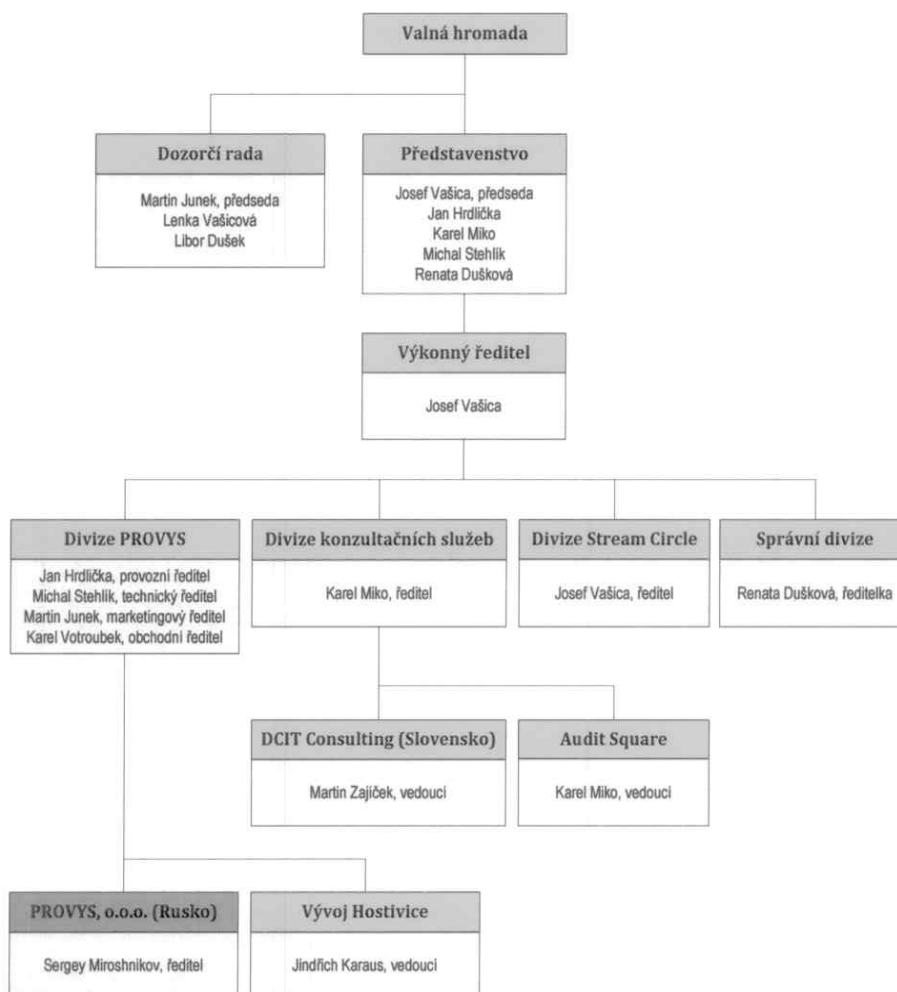 Valná hromada
Dozorčí rada
Martin Junek, předseda
Lenka Vašicová
Libor Dušek
Představenstvo
Josef Vašica, předseda
Jan Hrdlička
Karel Miko
Michal Stehlík
Renata Dušková
Výkonný ředitel
Josef Vašica
Divize PROVYS
Jan Hrdlička, provozní ředitel
Michal Stehlík, technický ředitel
Martin Junek, marketingový ředitel
Karel Votroubek, obchodní ředitel
Divize konzultačních služeb
Karel Miko, ředitel
Divize Stream Circle
Josef Vašica, ředitel
Správní divize
Renata Dušková, ředitelka
DCIT Consulting (Slovensko)
Martin Zajíček, vedoucí
Audit Square
Karel Miko, vedoucí
PROVYS, o.o.o. (Rusko)
Sergey Miroshnikov, ředitel
Vývoj Hostivice
Jindřich Karaus, vedoucí